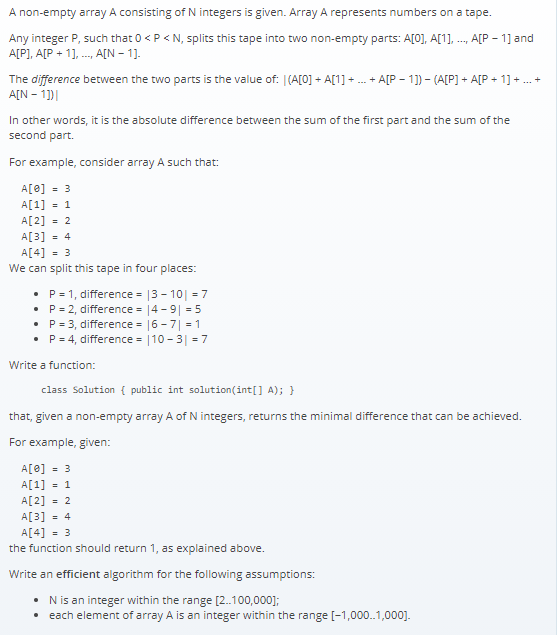 A non-empty array A consisting of N integers is given. Array A represents numbers on a tape.
Any integer P, such that 0 < P < N, splits this tape into two non-empty parts: A[0], A[1], ..., A[P − 1] and
A[P], A[P + 1], ..., A[N − 1].
The difference between the two parts is the value of: |(A[0] + A[1] + ... + A[P − 1]) − (A[P] + A[P + 1] + ... +
A[N − 1])|
In other words, it is the absolute difference between the sum of the first part and the sum of the
second part.
For example, consider array A such that:
A[0] = 3
A[1] = 1
A[2] = 2
A[3] = 4
A[4] = 3
We can split this tape in four places:
• P = 1, difference = |3 − 10| = 7
• P = 2, difference = |4 − 9| = 5
• P = 3, difference = |6 − 7| = 1
• P = 4, difference = |10 − 3| = 7
Write a function:
class Solution { public int solution(int[] A); }
that, given a non-empty array A of N integers, returns the minimal difference that can be achieved.
For example, given:
A[0] = 3
A[1] = 1
A[2] = 2
A[3] = 4
A[4] = 3
the function should return 1, as explained above.
Write an efficient algorithm for the following assumptions:
• N is an integer within the range [2..100,000];
• each element of array A is an integer within the range [−1,000..1,000].